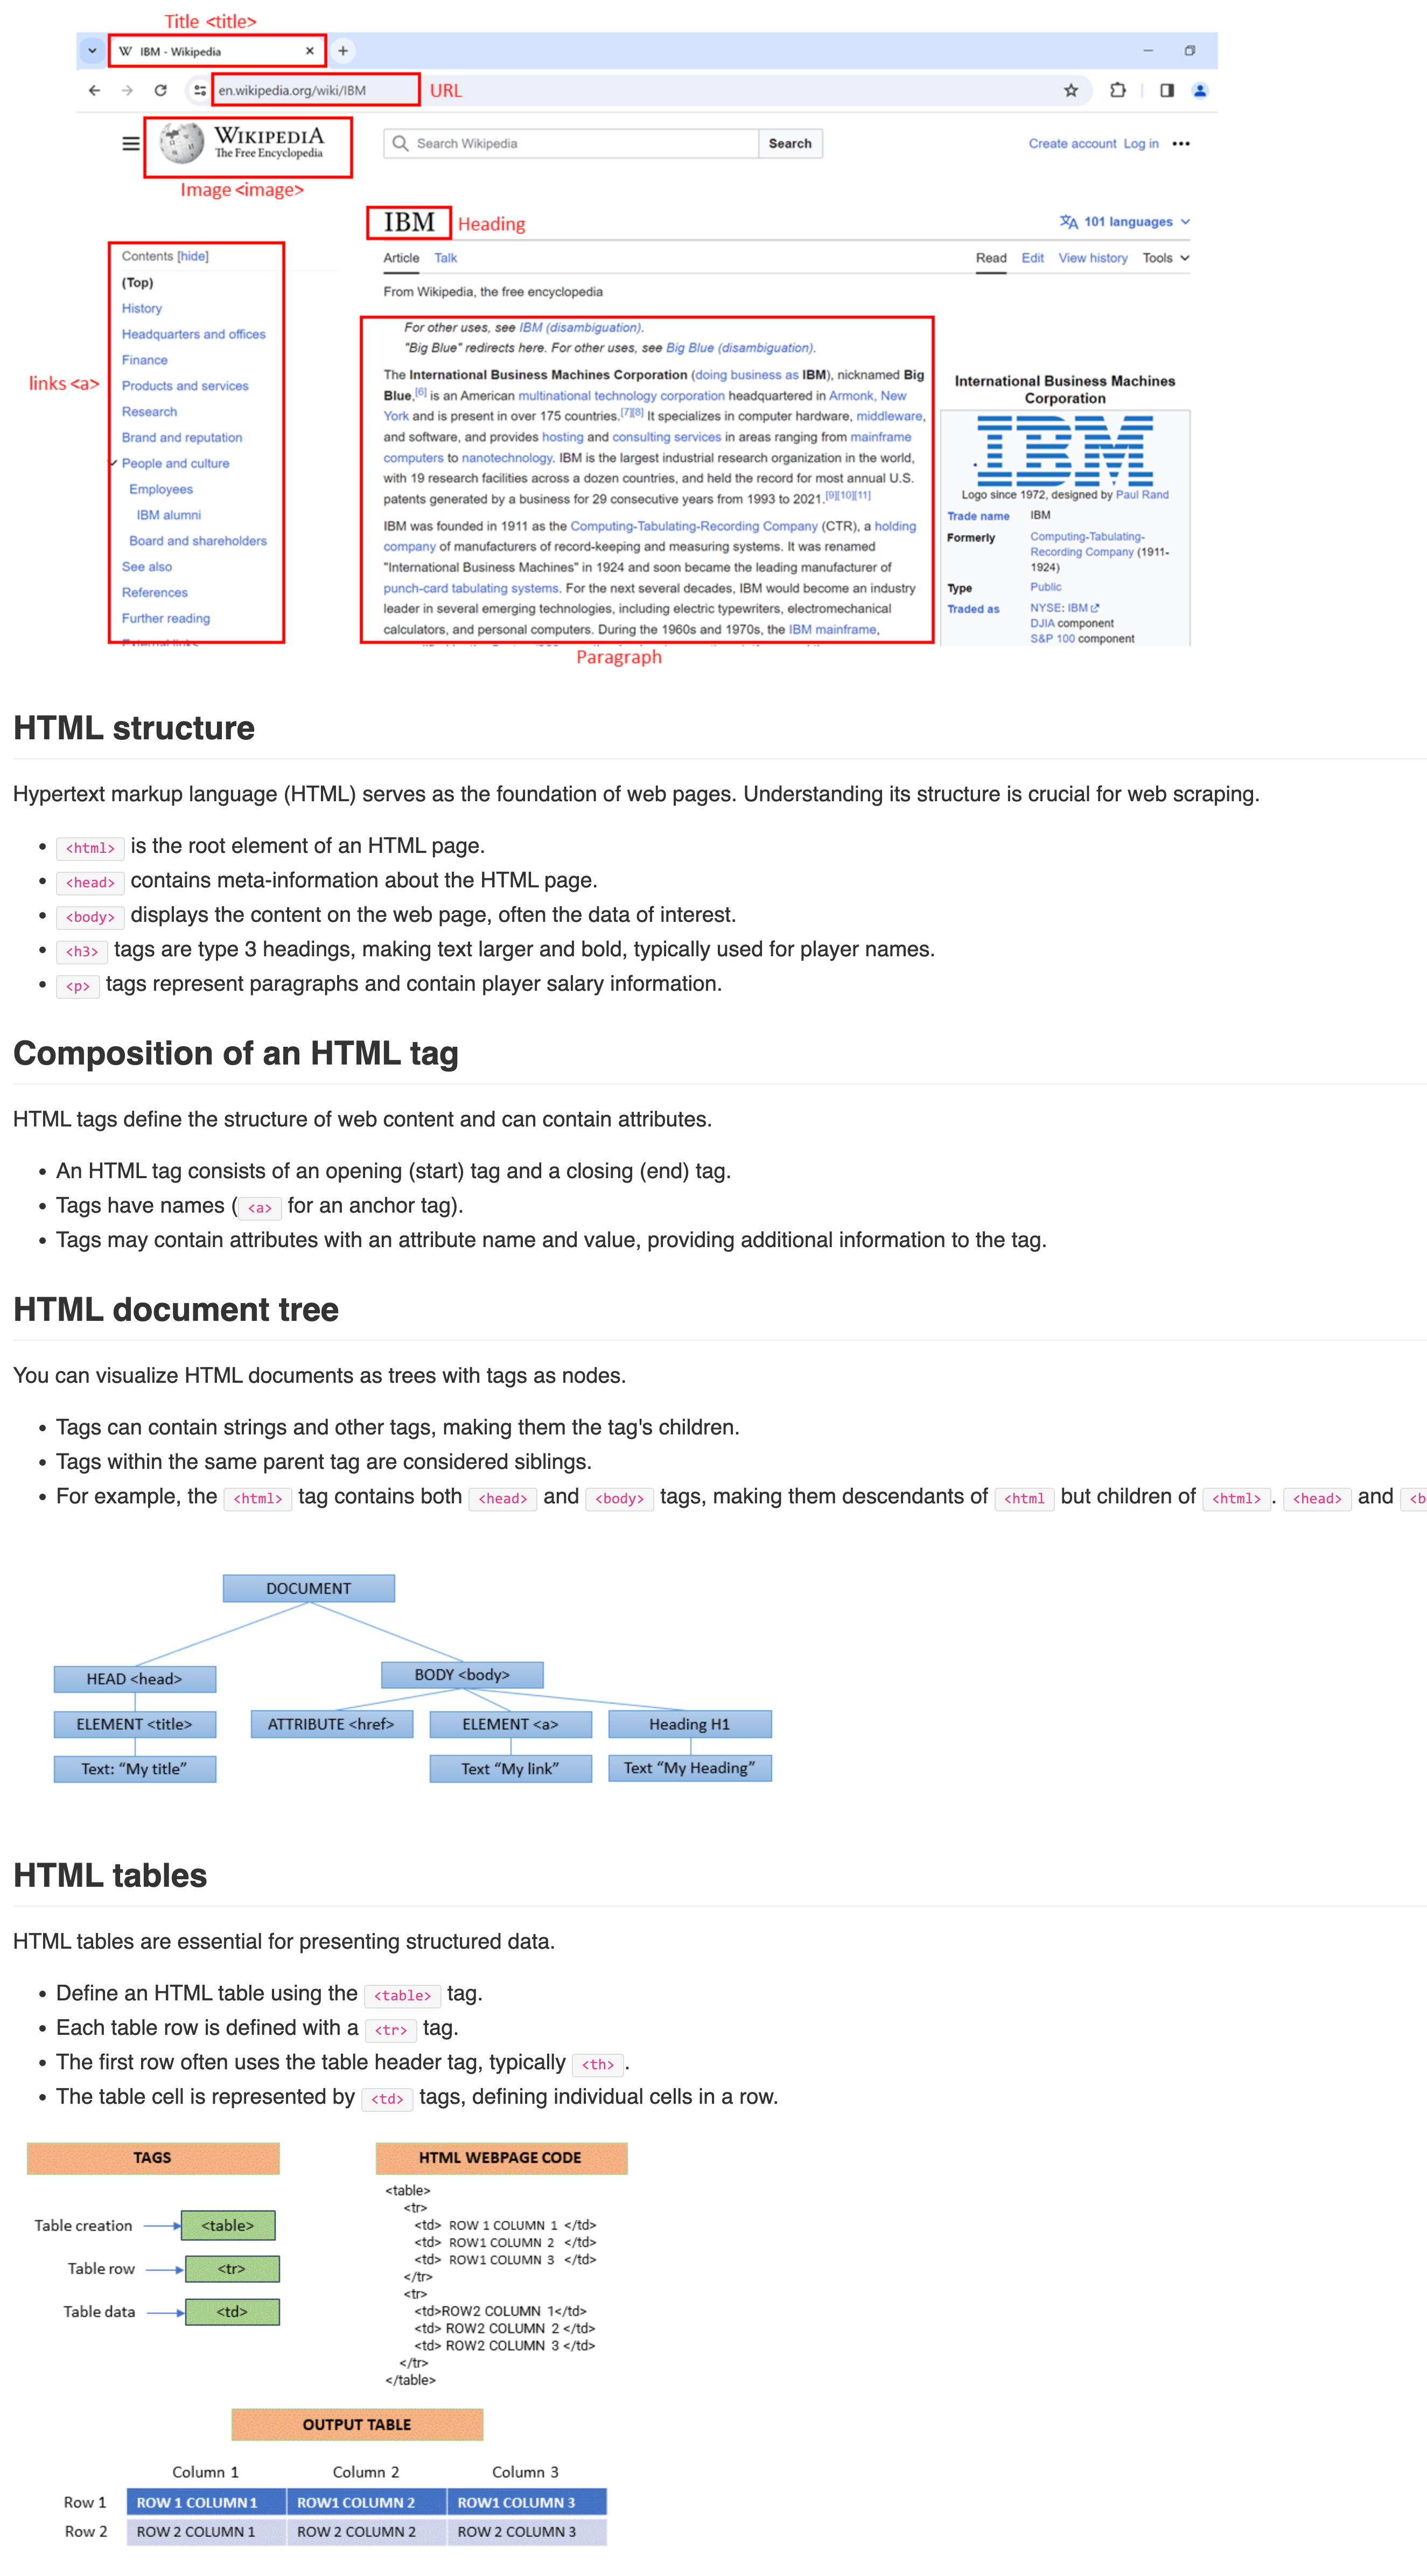 Title <title>
IBM - Wikipedia
en.wikipedia.org/wiki/IBM
URL
WIKIPEDIA
The Free Encyclopedia
Search Wikipedia
Search
Create account Log in
Image <image>
IBM
Heading
101 languages
Article Talk
Read Edit View history Tools
From Wikipedia, the free encyclopedia
links <a>
Contents [hide]
(Top)
History
Headquarters and offices
Finance
Products and services
Research
Brand and reputation
People and culture
Employees
IBM alumni
Board and shareholders
See also
References
Further reading
External links
For other uses, see IBM (disambiguation).
"Big Blue" redirects here. For other uses, see Big Blue (disambiguation).
The International Business Machines Corporation (doing business as IBM), nicknamed Big
Blue,[6] is an American multinational technology corporation headquartered in Armonk, New
York and is present in over 175 countries.[7][8] It specializes in computer hardware, middleware,
and software, and provides hosting and consulting services in areas ranging from mainframe
computers to nanotechnology. IBM is the largest industrial research organization in the world,
with 19 research facilities across a dozen countries, and held the record for most annual U.S.
patents generated by a business for 29 consecutive years from 1993 to 2021.[9][10][11]
IBM was founded in 1911 as the Computing-Tabulating-Recording Company (CTR), a holding
company of manufacturers of record-keeping and measuring systems. It was renamed
"International Business Machines" in 1924 and soon became the leading manufacturer of
punch-card tabulating systems. For the next several decades, IBM would become an industry
leader in several emerging technologies, including electric typewriters, electromechanical
calculators, and personal computers. During the 1960s and 1970s, the IBM mainframe,
Paragraph
International Business Machines
Corporation
IBM
Logo since 1972, designed by Paul Rand
Trade name IBM
Formerly Computing-Tabulating-
Recording Company (1911-
1924)
Type Public
Traded as NYSE: IBM
DJIA component
S&P 100 component
HTML structure
Hypertext markup language (HTML) serves as the foundation of web pages. Understanding its structure is crucial for web scraping.
• <html> is the root element of an HTML page.
• <head> contains meta-information about the HTML page.
• <body> displays the content on the web page, often the data of interest.
• <h3> tags are type 3 headings, making text larger and bold, typically used for player names.
• <p> tags represent paragraphs and contain player salary information.
Composition of an HTML tag
HTML tags define the structure of web content and can contain attributes.
• An HTML tag consists of an opening (start) tag and a closing (end) tag.
• Tags have names (<a> for an anchor tag).
• Tags may contain attributes with an attribute name and value, providing additional information to the tag.
HTML document tree
You can visualize HTML documents as trees with tags as nodes.
• Tags can contain strings and other tags, making them the tag's children.
• Tags within the same parent tag are considered siblings.
• For example, the <html> tag contains both <head> and <body> tags, making them descendants of <html but children of <html>. <head> and <b
DOCUMENT
HEAD <head>
BODY <body>
ELEMENT <title>
ATTRIBUTE <href>
ELEMENT <a>
Heading H1
Text: “My title”
Text “My link”
Text “My Heading”
HTML tables
HTML tables are essential for presenting structured data.
• Define an HTML table using the <table> tag.
• Each table row is defined with a <tr> tag.
• The first row often uses the table header tag, typically <th>.
• The table cell is represented by <td> tags, defining individual cells in a row.
TAGS
Table creation <table>
Table row <tr>
Table data <td>
HTML WEBPAGE CODE
<table>
<tr>
<td> ROW 1 COLUMN 1 </td>
<td> ROW1 COLUMN 2 </td>
<td> ROW1 COLUMN 3 </td>
</tr>
<tr>
<td>ROW2 COLUMN 1</td>
<td> ROW2 COLUMN 2 </td>
<td> ROW2 COLUMN 3 </td>
</tr>
</table>
OUTPUT TABLE
Column 1 Column 2 Column 3
Row 1 ROW 1 COLUMN 1 ROW1 COLUMN 2 ROW1 COLUMN 3
Row 2 ROW 2 COLUMN 1 ROW 2 COLUMN 2 ROW 2 COLUMN 3